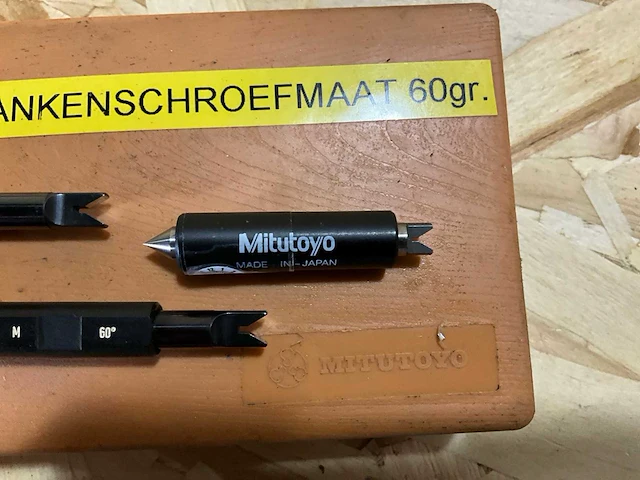 ANKENSCHROEFMAAT 60gr.
Mitutoyo
MADE IN JAPAN
M 60°
MITUTOYO